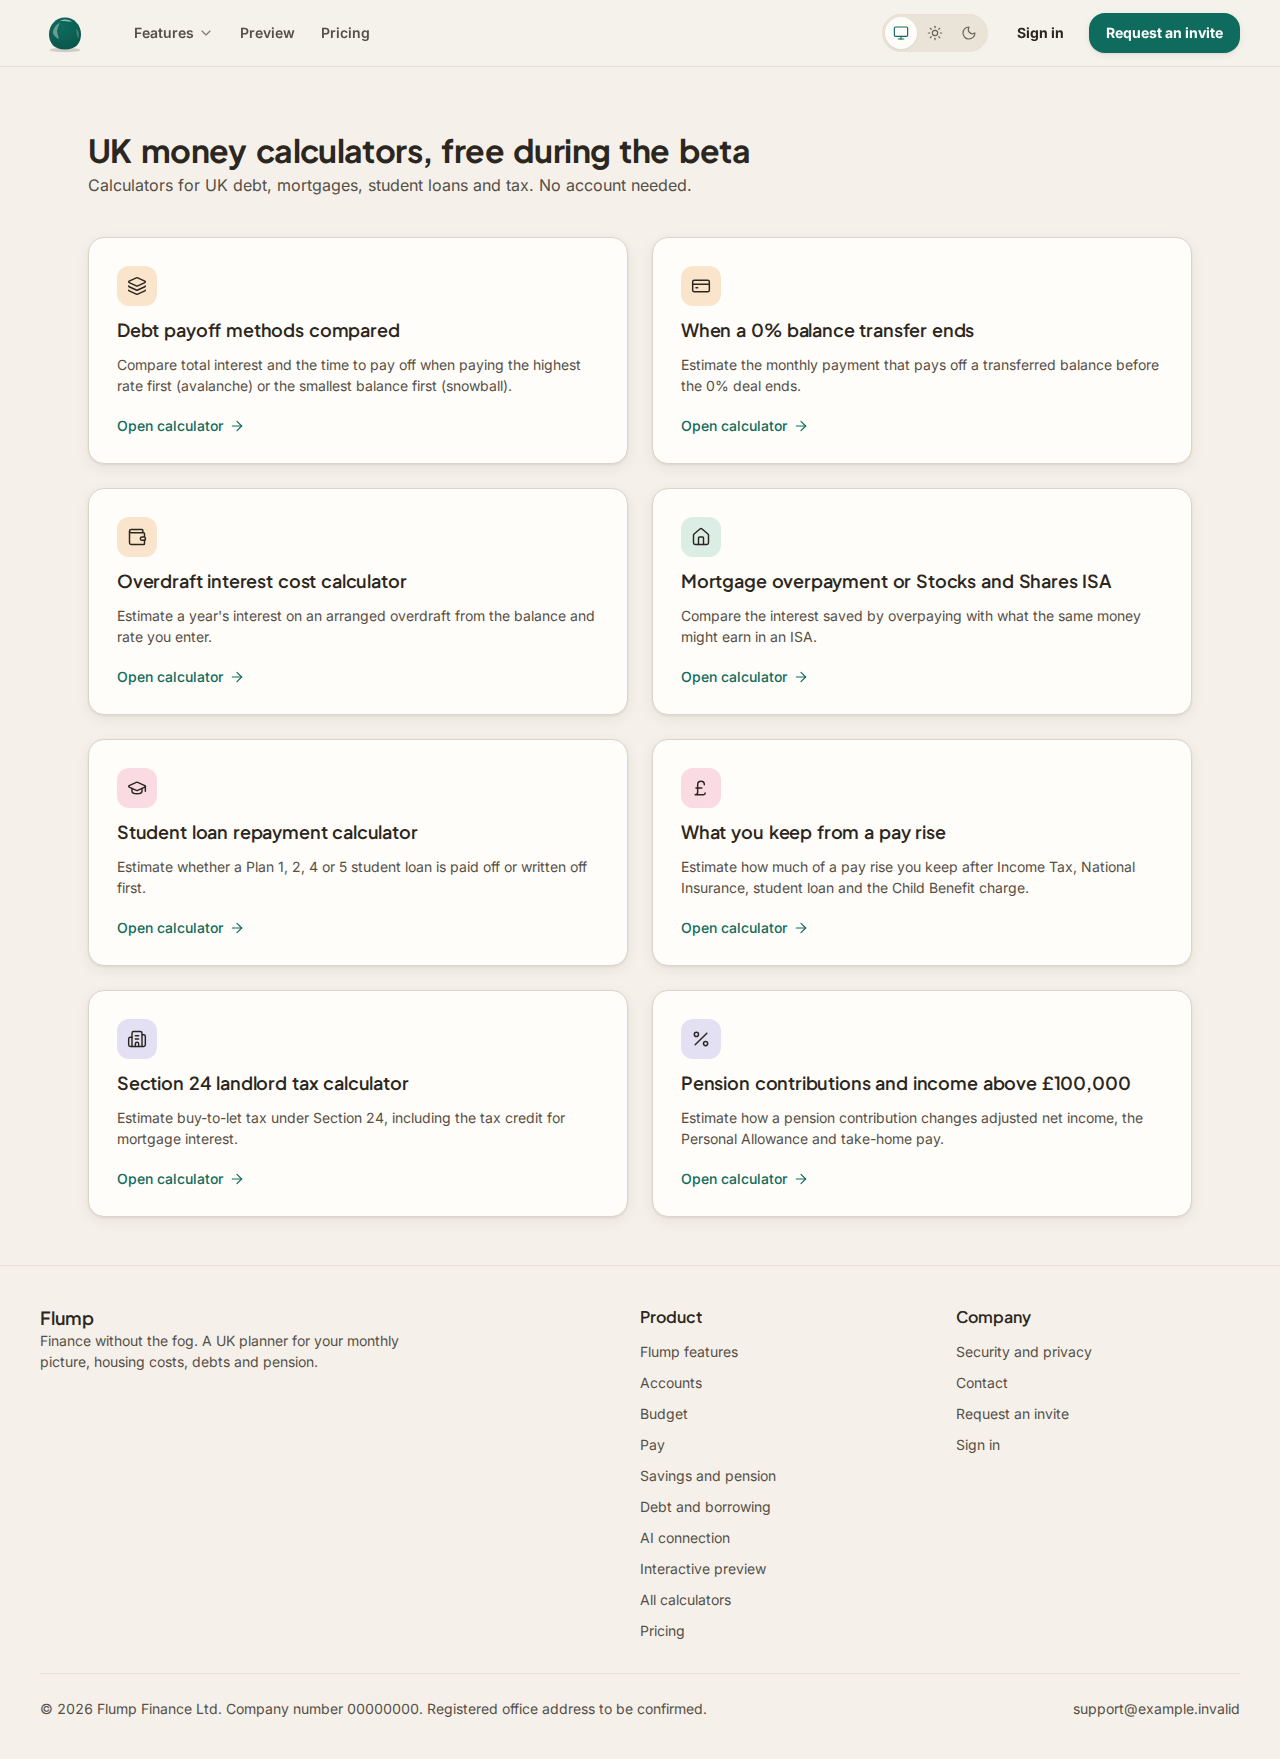 Features
Preview
Pricing
Sign in
Request an invite
UK money calculators, free during the beta
Calculators for UK debt, mortgages, student loans and tax. No account needed.
Debt payoff methods compared
Compare total interest and the time to pay off when paying the highest
rate first (avalanche) or the smallest balance first (snowball).
Open calculator
When a 0% balance transfer ends
Estimate the monthly payment that pays off a transferred balance before
the 0% deal ends.
Open calculator
Overdraft interest cost calculator
Estimate a year's interest on an arranged overdraft from the balance and
rate you enter.
Open calculator
Mortgage overpayment or Stocks and Shares ISA
Compare the interest saved by overpaying with what the same money
might earn in an ISA.
Open calculator
Student loan repayment calculator
Estimate whether a Plan 1, 2, 4 or 5 student loan is paid off or written off
first.
Open calculator
£
What you keep from a pay rise
Estimate how much of a pay rise you keep after Income Tax, National
Insurance, student loan and the Child Benefit charge.
Open calculator
Section 24 landlord tax calculator
Estimate buy-to-let tax under Section 24, including the tax credit for
mortgage interest.
Open calculator
%
Pension contributions and income above £100,000
Estimate how a pension contribution changes adjusted net income, the
Personal Allowance and take-home pay.
Open calculator
Flump
Finance without the fog. A UK planner for your monthly
picture, housing costs, debts and pension.
Product
Flump features
Accounts
Budget
Pay
Savings and pension
Debt and borrowing
AI connection
Interactive preview
All calculators
Pricing
Company
Security and privacy
Contact
Request an invite
Sign in
© 2026 Flump Finance Ltd. Company number 00000000. Registered office address to be confirmed.
support@example.invalid